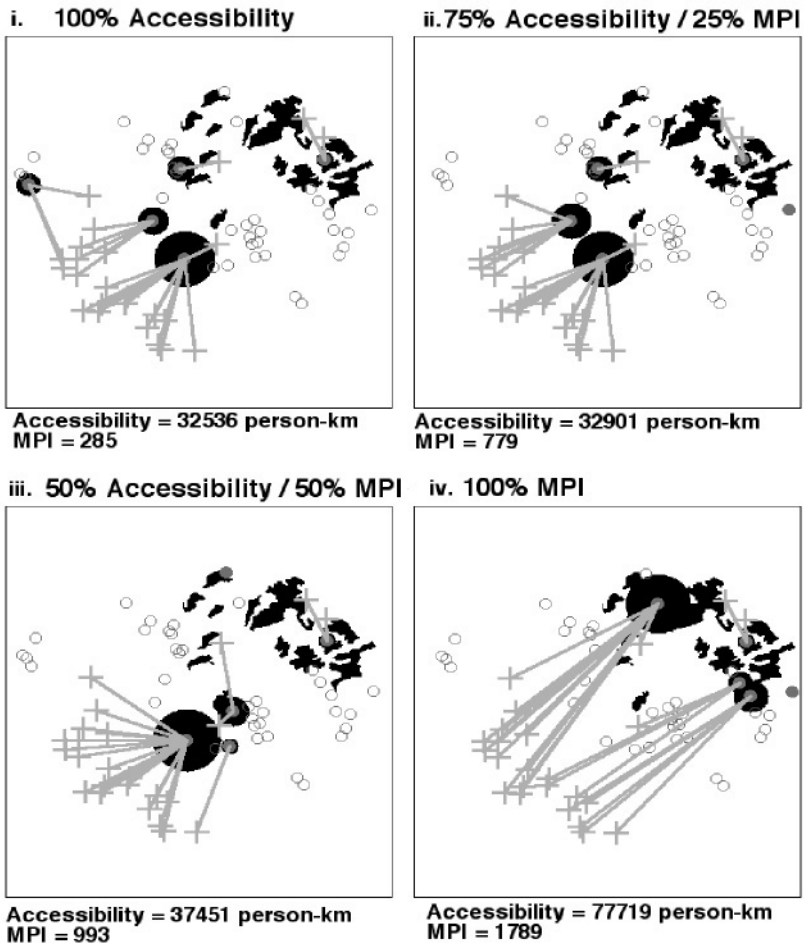 i. 100% Accessibility
ii. 75% Accessibility / 25% MPI
Accessibility = 32536 person-km
MPI = 285
Accessibility = 32901 person-km
MPI = 779
iii. 50% Accessibility / 50% MPI
iv. 100% MPI
Accessibility = 37451 person-km
MPI = 993
Accessibility = 77719 person-km
MPI = 1789